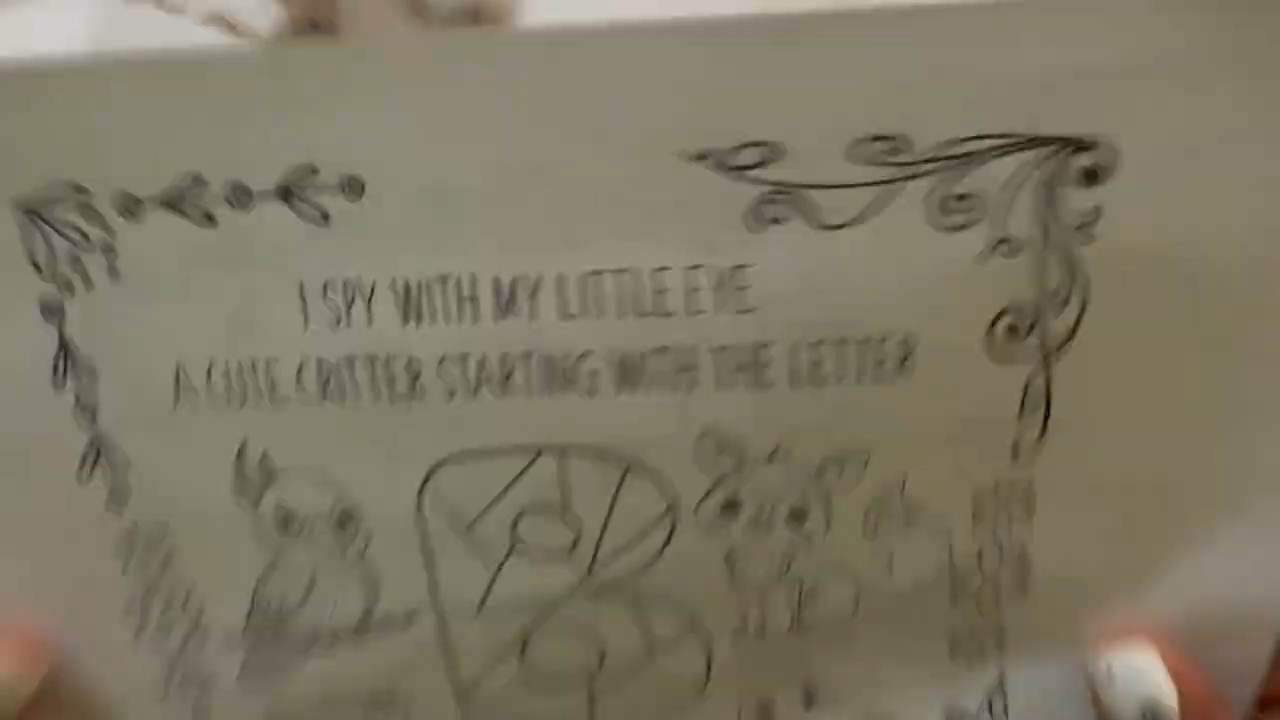 I SPY WITH MY LITTLE EYE
A CUTE CRITTER STARTING WITH THE LETTER
B